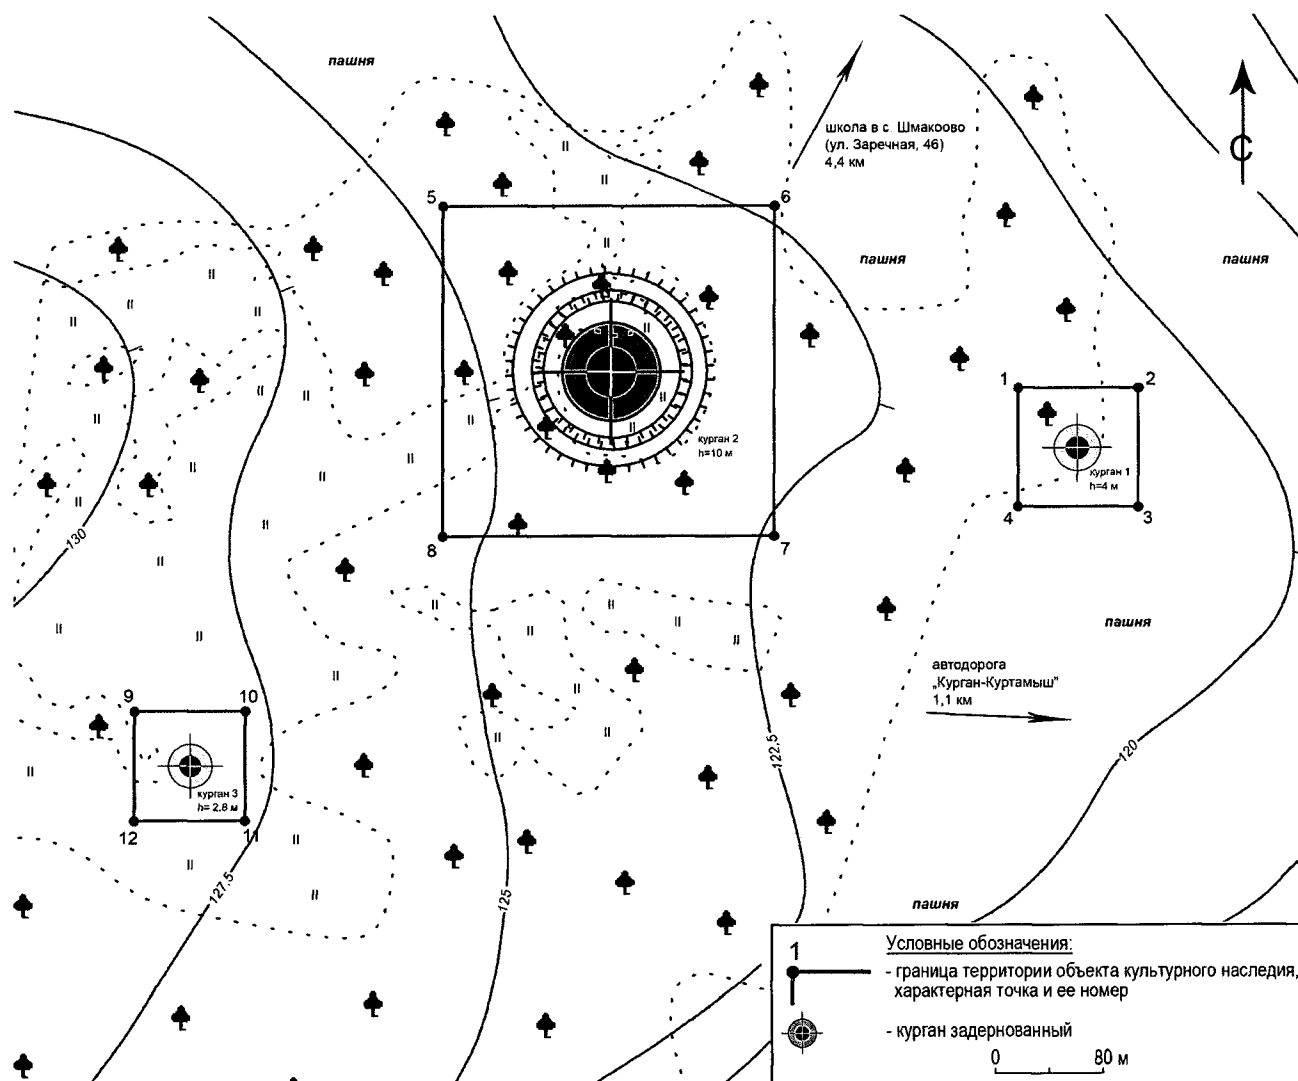 пашня
школа в с. Шмакоово
(ул. Заречная, 46)
4,4 км
С
5
6
пашня
пашня
1
2
курган 2
h=10 м
курган 1
h=4 м
4
3
8
7
130
пашня
автодорога
„Курган-Куртамыш"
1,1 км
9
10
122,5
120
курган 3
h= 2,8 м
12
11
127,5
125
пашня
Условные обозначения:
1
- граница территории объекта культурного наследия,
характерная точка и ее номер
- курган задернованный
0
80 м